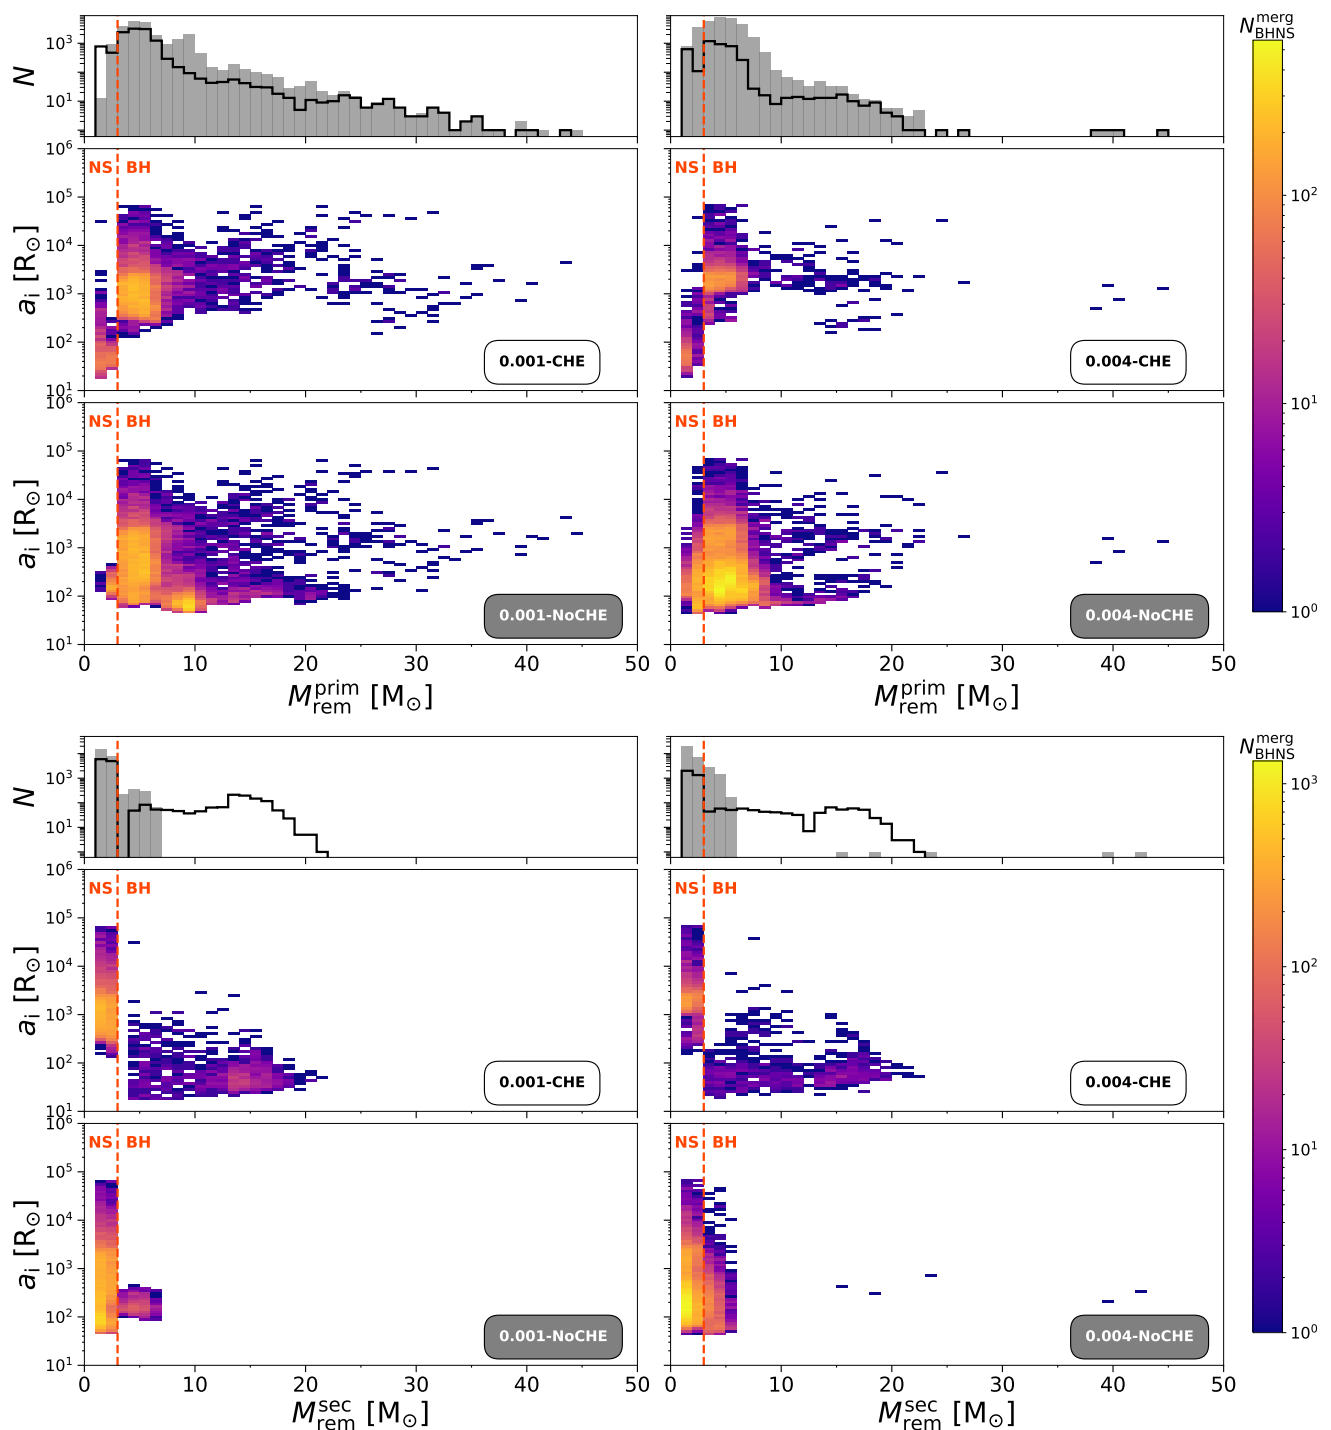 N
10³
10¹
N_BHNS^merg
10²
10¹
10⁰
NS BH
10⁶
10⁵
10⁴
10³
10²
10¹
a_i [R_⊙]
0.001-CHE
NS BH
0.004-CHE
NS BH
10⁶
10⁵
10⁴
10³
10²
10¹
a_i [R_⊙]
0.001-NoCHE
NS BH
0.004-NoCHE
0 10 20 30 40 50
0 10 20 30 40 50
M_rem^prim [M_⊙]
M_rem^prim [M_⊙]
N
10³
10¹
N_BHNS^merg
10³
10²
10¹
10⁰
NS BH
10⁶
10⁵
10⁴
10³
10²
10¹
a_i [R_⊙]
0.001-CHE
NS BH
0.004-CHE
NS BH
10⁶
10⁵
10⁴
10³
10²
10¹
a_i [R_⊙]
0.001-NoCHE
NS BH
0.004-NoCHE
0 10 20 30 40 50
0 10 20 30 40 50
M_rem^sec [M_⊙]
M_rem^sec [M_⊙]